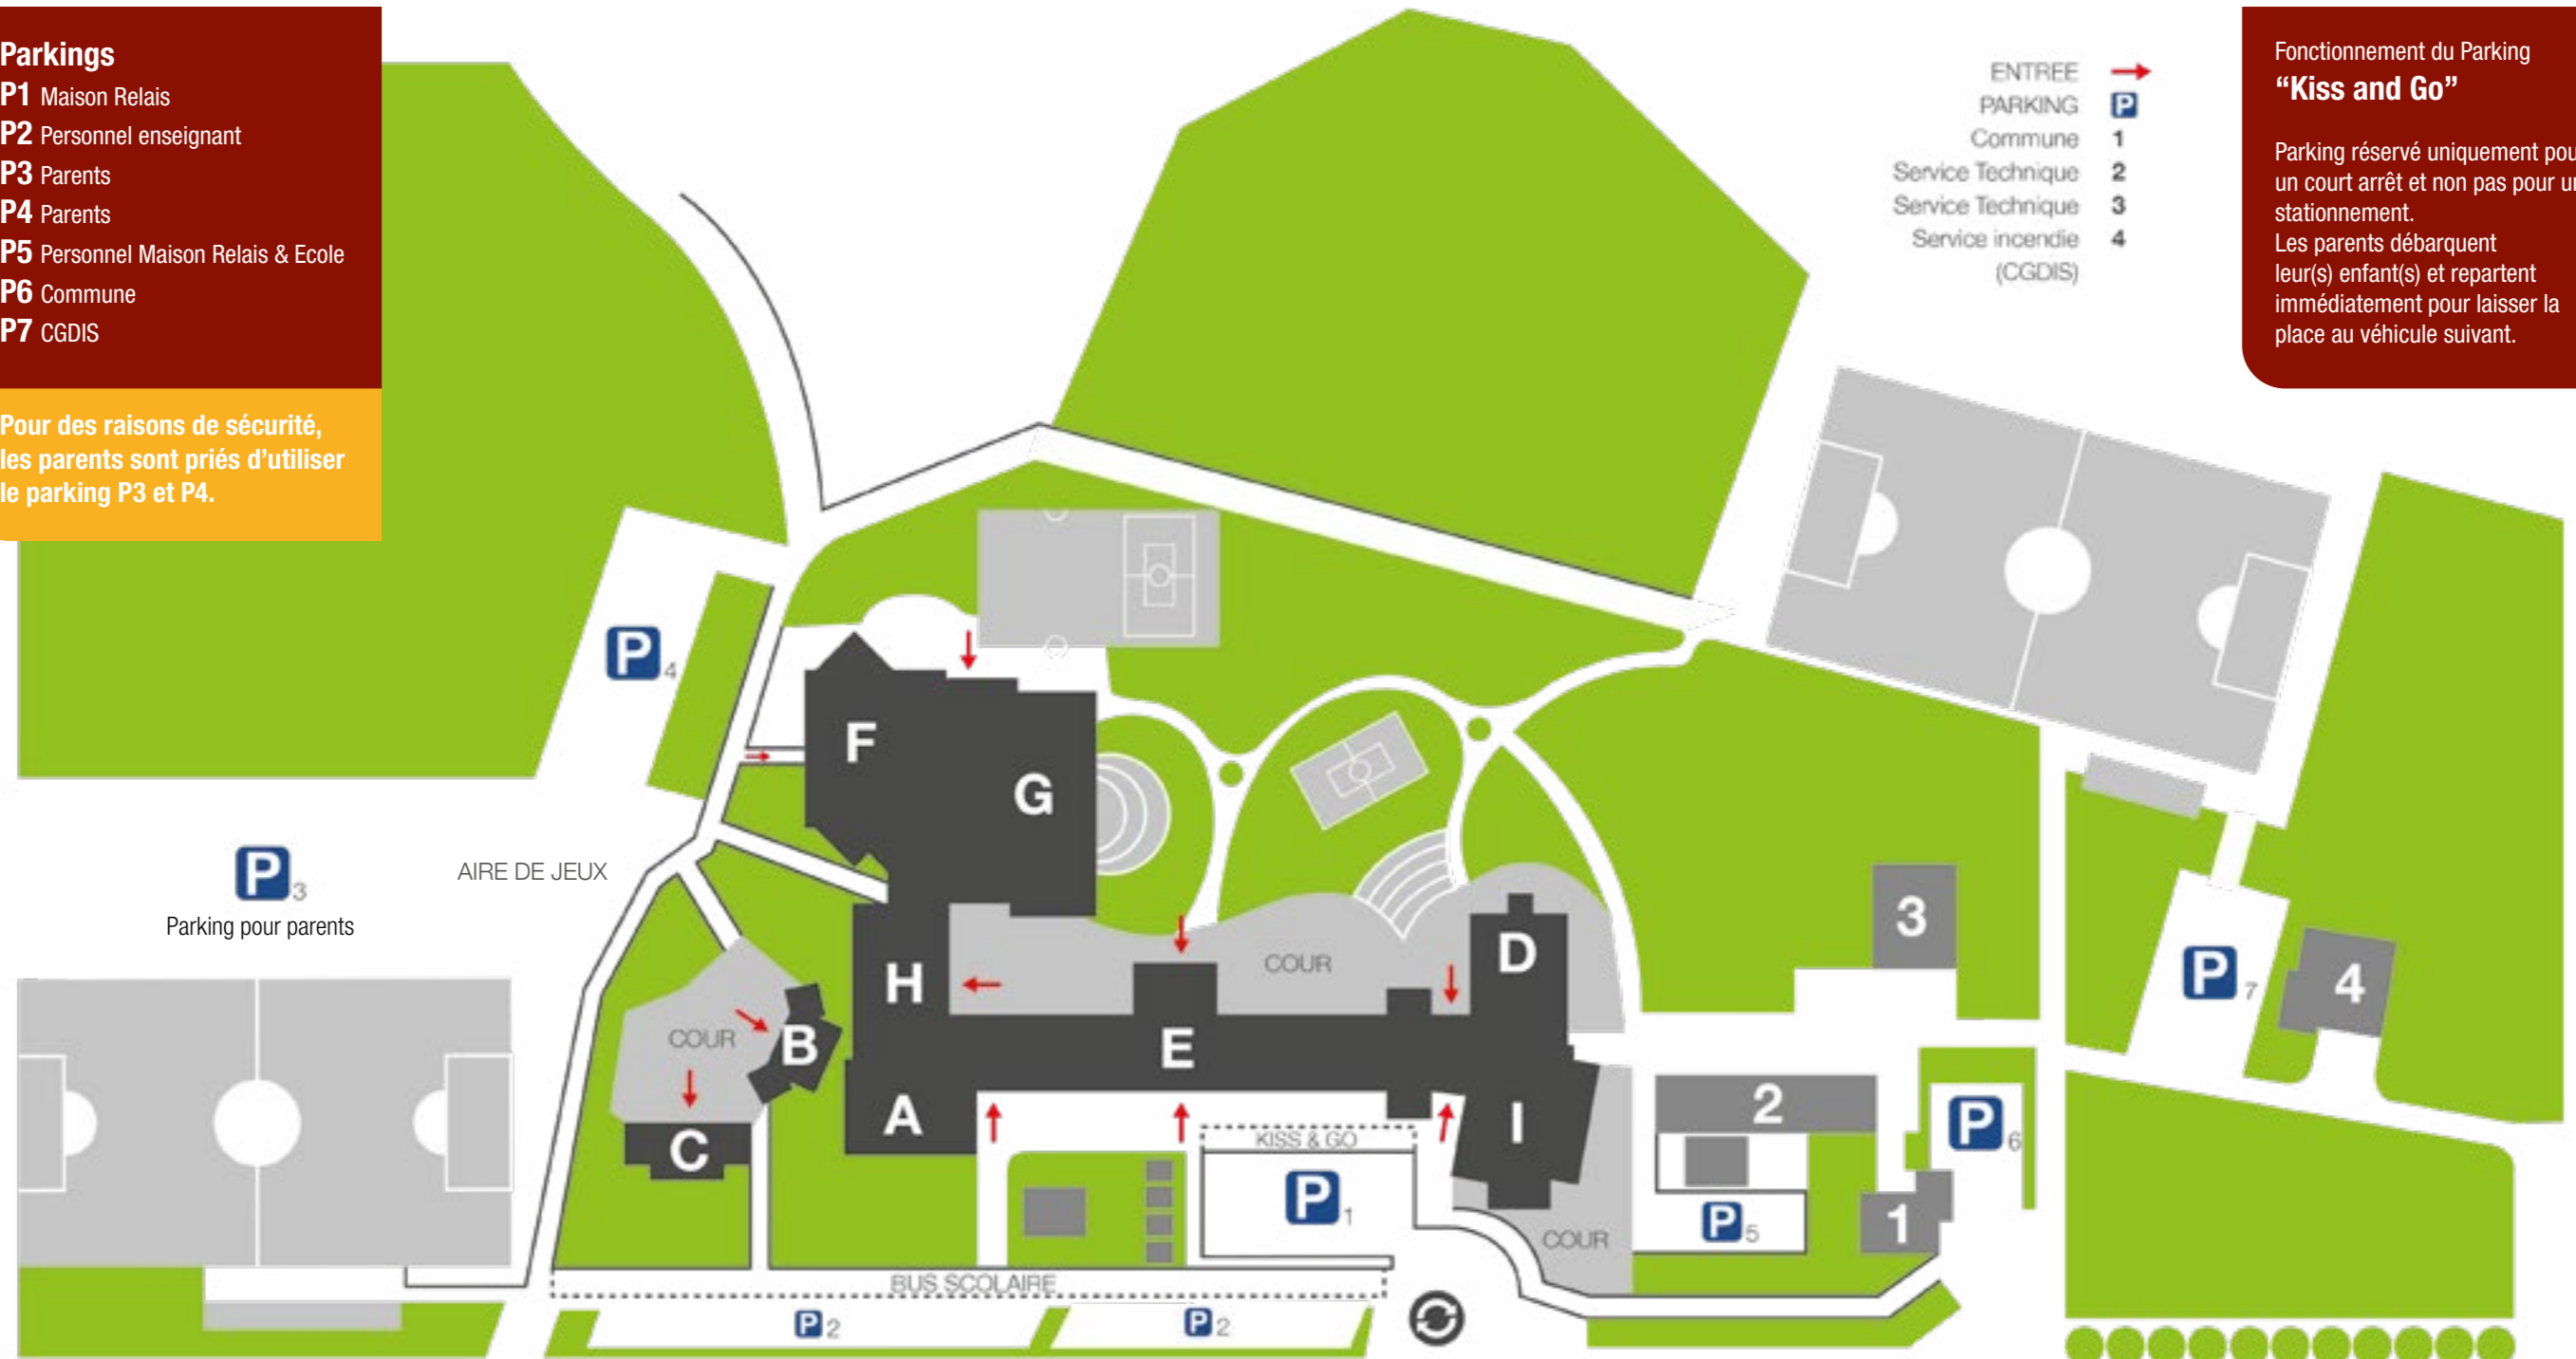 Parkings
P1 Maison Relais
P2 Personnel enseignant
P3 Parents
P4 Parents
P5 Personnel Maison Relais & Ecole
P6 Commune
P7 CGDIS
Pour des raisons de sécurité,
les parents sont priés d’utiliser
le parking P3 et P4.
ENTREE
PARKING P
Commune 1
Service Technique 2
Service Technique 3
Service incendie 4
(CGDIS)
Fonctionnement du Parking
“Kiss and Go”
Parking réservé uniquement pou
un court arrêt et non pas pour un
stationnement.
Les parents débarquent
leur(s) enfant(s) et repartent
immédiatement pour laisser la
place au véhicule suivant.
P4
F
G
P3
Parking pour parents
AIRE DE JEUX
H
COUR
D
3
P7
4
COUR
B
E
A
C
KISS & GO
I
2
P6
P1
P5
1
COUR
BUS SCOLAIRE
P2
P2